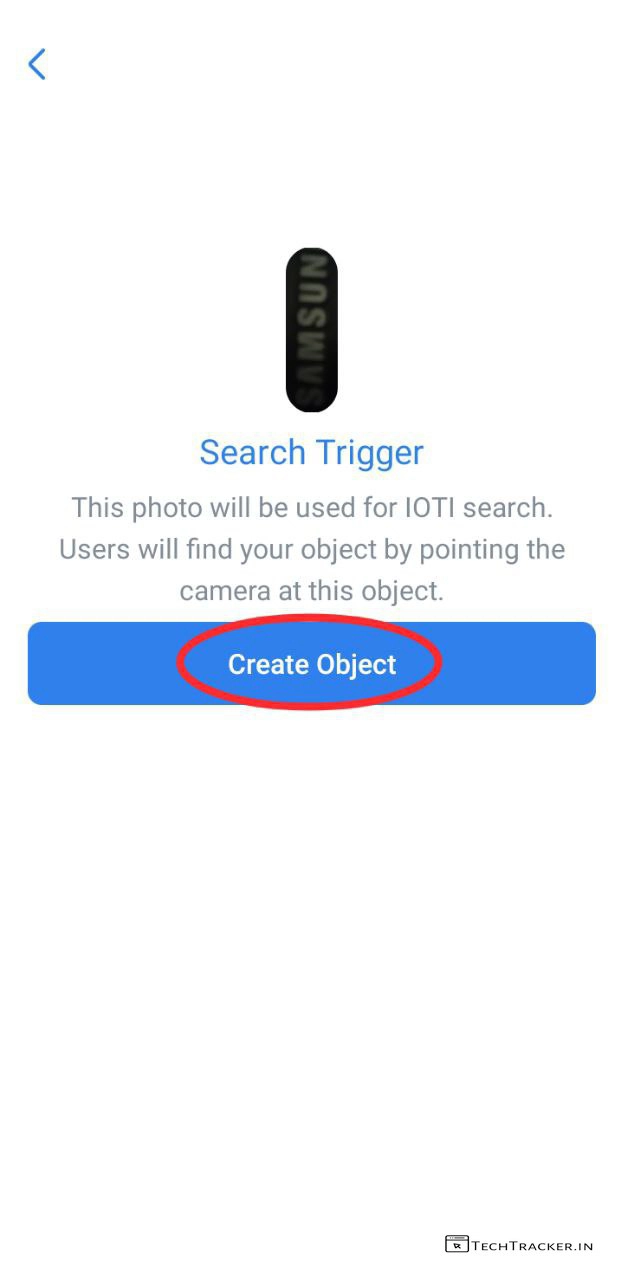 SAMSUN
Search Trigger
This photo will be used for IOTI search.
Users will find your object by pointing the
camera at this object.
Create Object
TECHTRACKER.IN